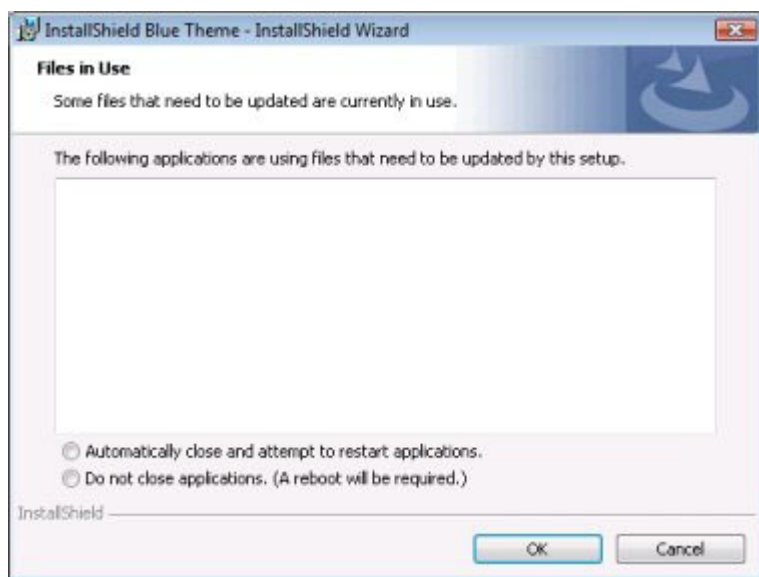 InstallShield Blue Theme - InstallShield Wizard
Files in Use
Some files that need to be updated are currently in use.
The following applications are using files that need to be updated by this setup.
Automatically close and attempt to restart applications.
Do not close applications. (A reboot will be required.)
InstallShield
OK
Cancel